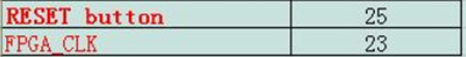 RESET button 25
FPGA_CLK 23